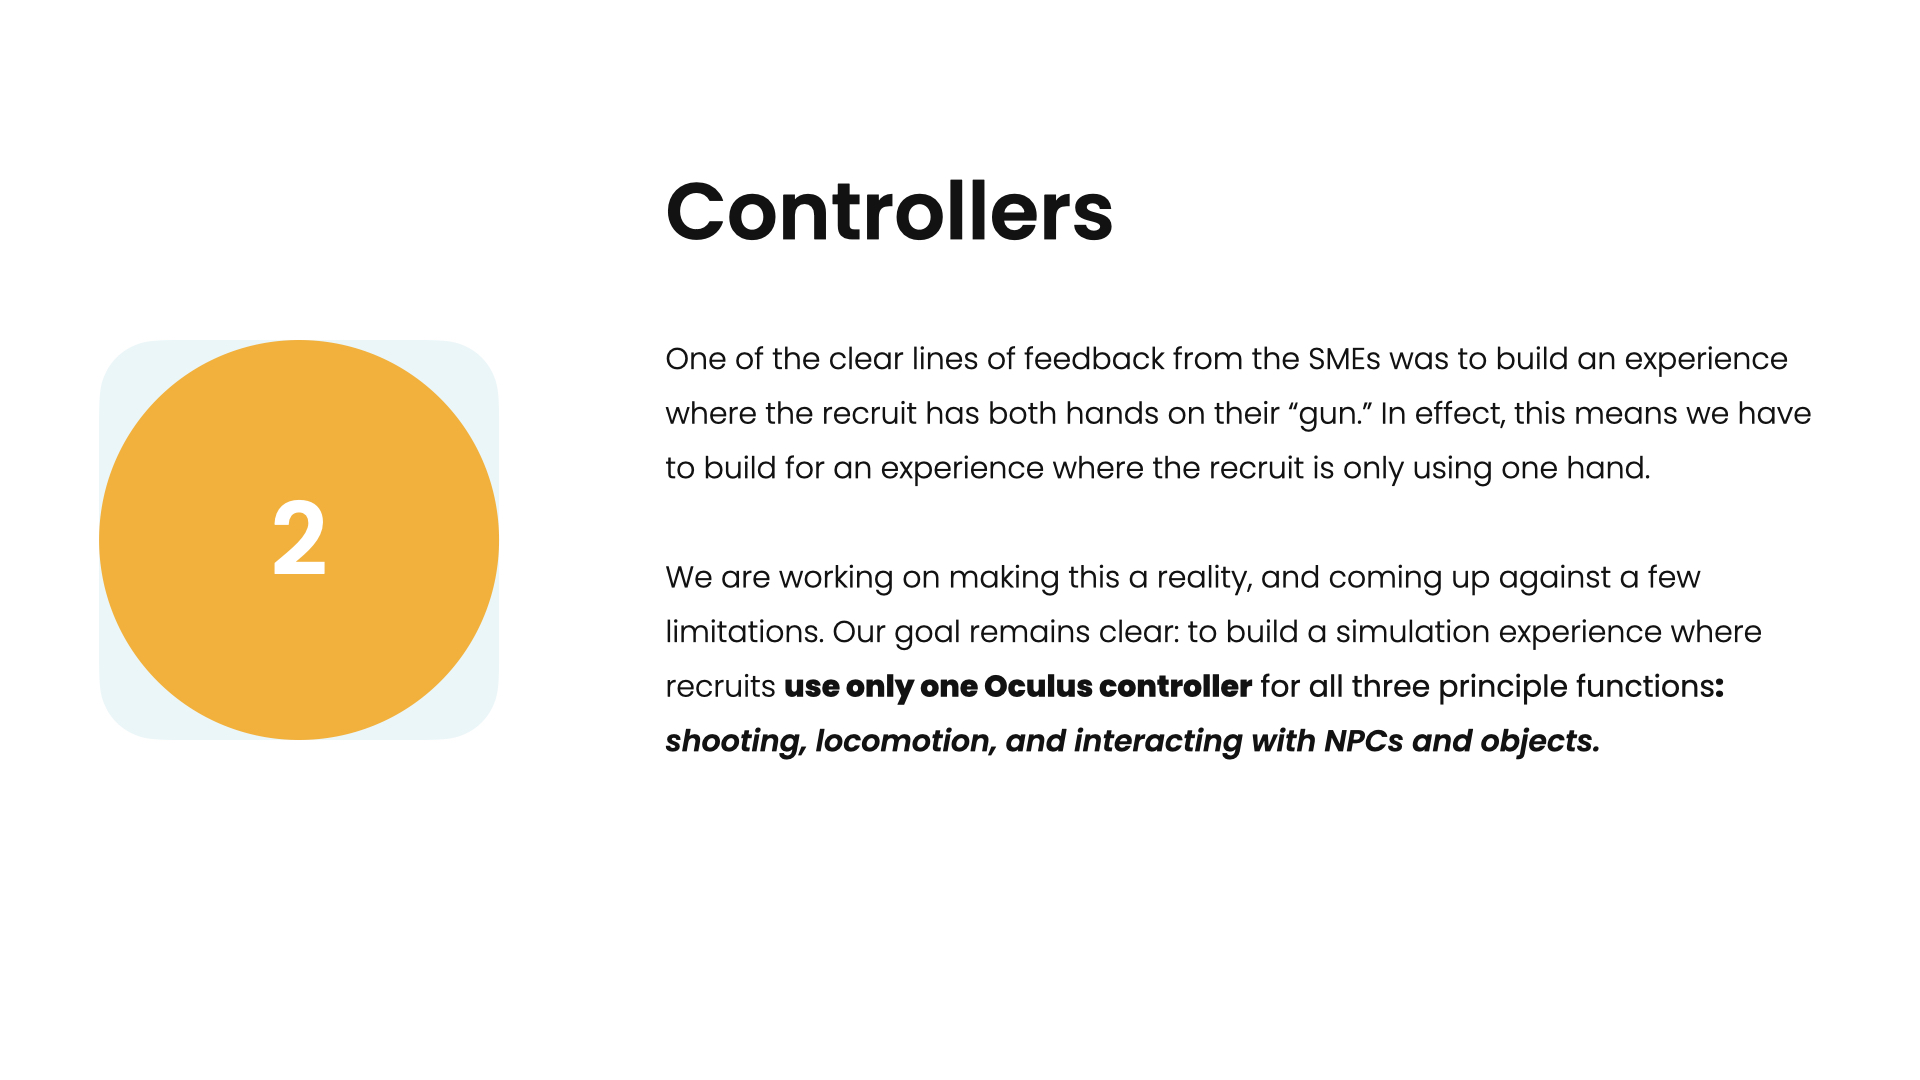 Controllers
2
One of the clear lines of feedback from the SMEs was to build an experience
where the recruit has both hands on their “gun.” In effect, this means we have
to build for an experience where the recruit is only using one hand.
We are working on making this a reality, and coming up against a few
limitations. Our goal remains clear: to build a simulation experience where
recruits use only one Oculus controller for all three principle functions:
shooting, locomotion, and interacting with NPCs and objects.